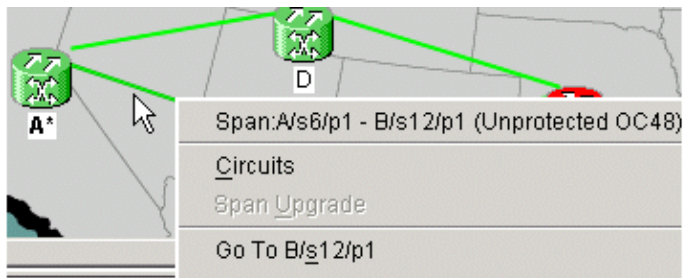 D
A*
Span:A/s6/p1 - B/s12/p1 (Unprotected OC48)
Circuits
Span Upgrade
Go To B/s12/p1